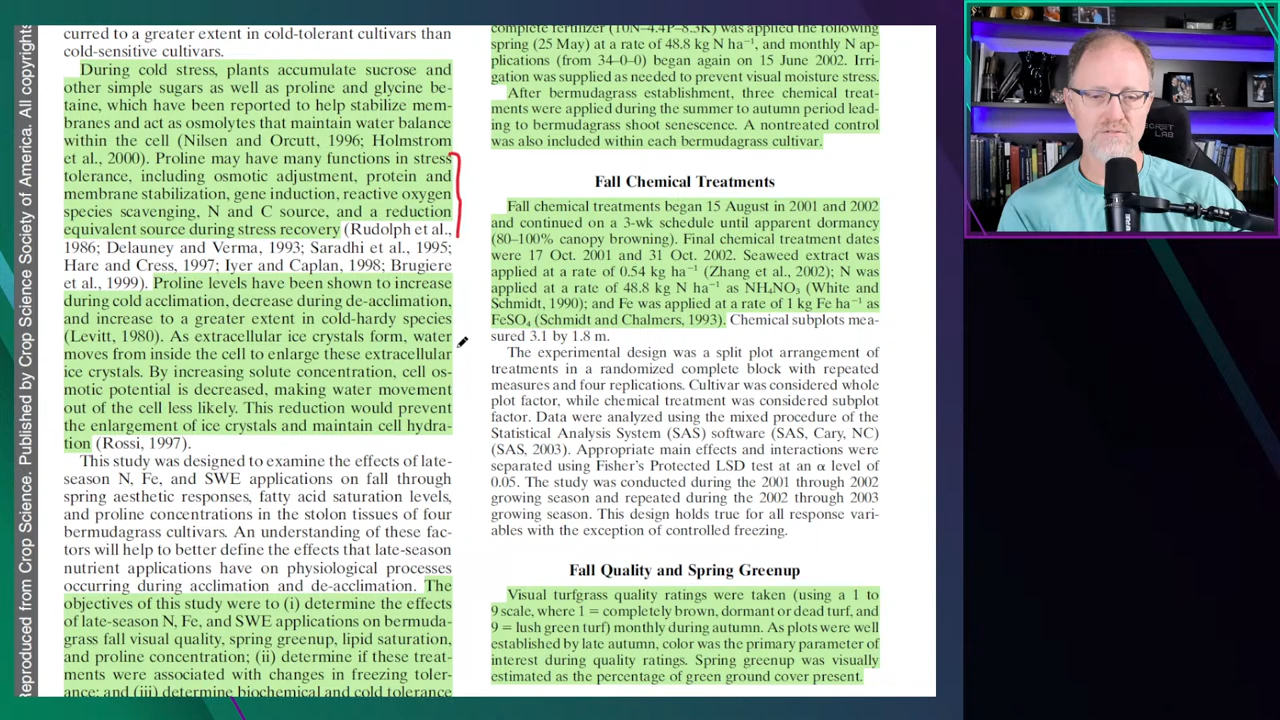 curred to a greater extent in cold-tolerant cultivars than
cold-sensitive cultivars.
During cold stress, plants accumulate sucrose and
other simple sugars as well as proline and glycine be-
taine, which have been reported to help stabilize mem-
branes and act as osmolytes that maintain water balance
within the cell (Nilsen and Orcutt, 1996; Holmstrom
et al., 2000). Proline may have many functions in stress
tolerance, including osmotic adjustment, protein and
membrane stabilization, gene induction, reactive oxygen
species scavenging, N and C source, and a reduction
equivalent source during stress recovery (Rudolph et al.,
1986; Delauney and Verma, 1993; Saradhi et al., 1995;
Hare and Cress, 1997; Iyer and Caplan, 1998; Brugiere
et al., 1999). Proline levels have been shown to increase
during cold acclimation, decrease during de-acclimation,
and increase to a greater extent in cold-hardy species
(Levitt, 1980). As extracellular ice crystals form, water
moves from inside the cell to enlarge these extracellular
ice crystals. By increasing solute concentration, cell os-
motic potential is decreased, making water movement
out of the cell less likely. This reduction would prevent
the enlargement of ice crystals and maintain cell hydra-
tion (Rossi, 1997).
This study was designed to examine the effects of late-
season N, Fe, and SWE applications on fall through
spring aesthetic responses, fatty acid saturation levels,
and proline concentrations in the stolon tissues of four
bermudagrass cultivars. An understanding of these fac-
tors will help to better define the effects that late-season
nutrient applications have on physiological processes
occurring during acclimation and de-acclimation. The
objectives of this study were to (i) determine the effects
of late-season N, Fe, and SWE applications on bermuda-
grass fall visual quality, spring greenup, lipid saturation,
and proline concentration; (ii) determine if these treat-
ments were associated with changes in freezing toler-
ance; and (iii) determine biochemical and cold tolerance
complete fertilizer (10N–4.4P–8.3K) was applied the following
spring (25 May) at a rate of 48.8 kg N ha⁻¹, and monthly N ap-
plications (from 34–0–0) began again on 15 June 2002. Irri-
gation was supplied as needed to prevent visual moisture stress.
After bermudagrass establishment, three chemical treat-
ments were applied during the summer to autumn period lead-
ing to bermudagrass shoot senescence. A nontreated control
was also included within each bermudagrass cultivar.
Fall Chemical Treatments
Fall chemical treatments began 15 August in 2001 and 2002
and continued on a 3-wk schedule until apparent dormancy
(80–100% canopy browning). Final chemical treatment dates
were 17 Oct. 2001 and 31 Oct. 2002. Seaweed extract was
applied at a rate of 0.54 kg ha⁻¹ (Zhang et al., 2002); N was
applied at a rate of 48.8 kg N ha⁻¹ as NH₄NO₃ (White and
Schmidt, 1990); and Fe was applied at a rate of 1 kg Fe ha⁻¹ as
FeSO₄ (Schmidt and Chalmers, 1993). Chemical subplots mea-
sured 3.1 by 1.8 m.
The experimental design was a split plot arrangement of
treatments in a randomized complete block with repeated
measures and four replications. Cultivar was considered whole
plot factor, while chemical treatment was considered subplot
factor. Data were analyzed using the mixed procedure of the
Statistical Analysis System (SAS) software (SAS, Cary, NC)
(SAS, 2003). Appropriate main effects and interactions were
separated using Fisher's Protected LSD test at an α level of
0.05. The study was conducted during the 2001 through 2002
growing season and repeated during the 2002 through 2003
growing season. This design holds true for all response vari-
ables with the exception of controlled freezing.
Fall Quality and Spring Greenup
Visual turfgrass quality ratings were taken (using a 1 to
9 scale, where 1 = completely brown, dormant or dead turf, and
9 = lush green turf) monthly during autumn. As plots were well
established by late autumn, color was the primary parameter of
interest during quality ratings. Spring greenup was visually
estimated as the percentage of green ground cover present.
Reproduced from Crop Science. Published by Crop Science Society of America. All copyrights
SECRET LAB